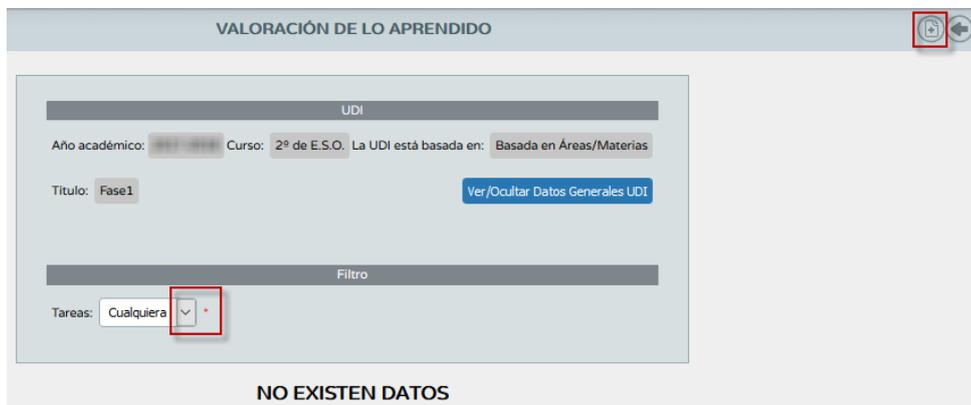 VALORACIÓN DE LO APRENDIDO
UDI
Año académico: Curso: 2º de E.S.O. La UDI está basada en: Basada en Áreas/Materias
Título: Fase1 Ver/Ocultar Datos Generales UDI
Filtro
Tareas: Cualquiera *
NO EXISTEN DATOS